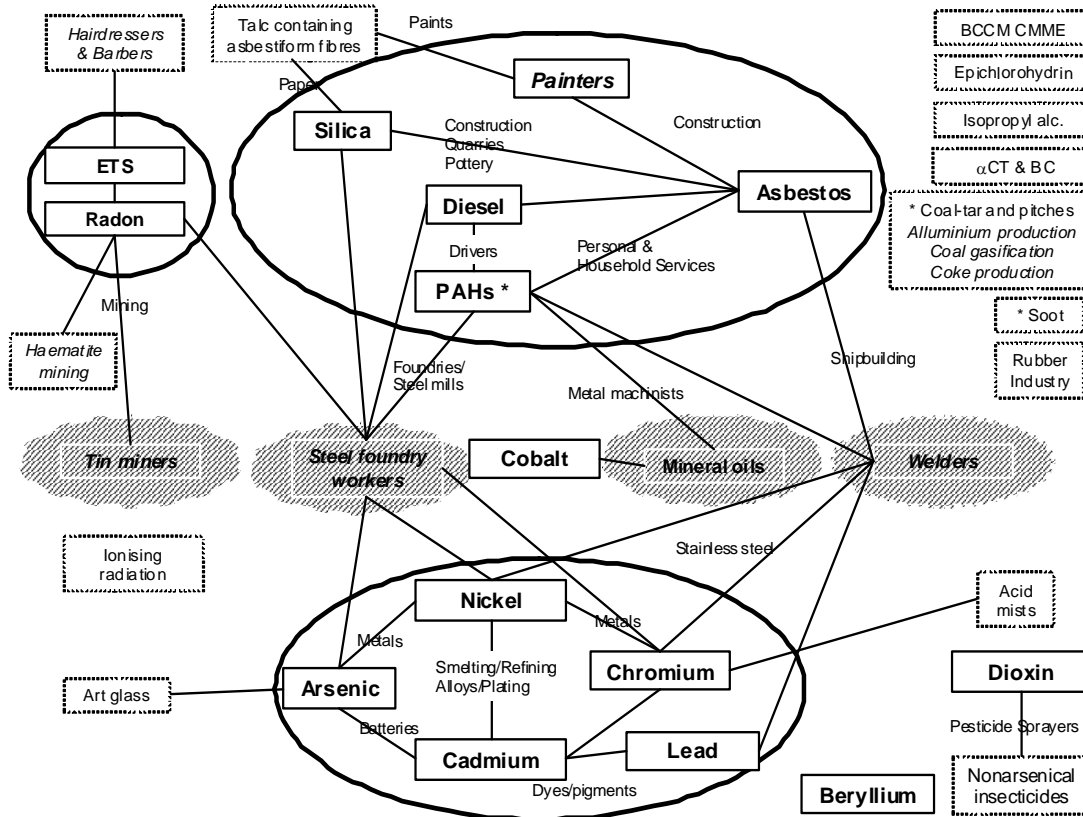 Hairdressers
& Barbers
Talc containing
asbestiform fibres
Paints
BCCM CMME
Epichlorohydrin
Isopropyl alc.
αCT & BC
* Coal-tar and pitches
Alluminium production
Coal gasification
Coke production
* Soot
Rubber
Industry
Paper
Painters
Silica
Construction
Quarries
Pottery
Construction
ETS
Radon
Diesel
Asbestos
Drivers
Personal &
Household Services
PAHs *
Mining
Haematite
mining
Foundries/
Steel mills
Metal machinists
Shipbuilding
Tin miners
Steel foundry
workers
Cobalt
Mineral oils
Welders
Ionising
radiation
Stainless steel
Acid
mists
Nickel
Metals
Metals
Smelting/Refining
Alloys/Plating
Chromium
Arsenic
Art glass
Batteries
Cadmium
Lead
Dyes/pigments
Dioxin
Pesticide Sprayers
Nonarsenical
insecticides
Beryllium